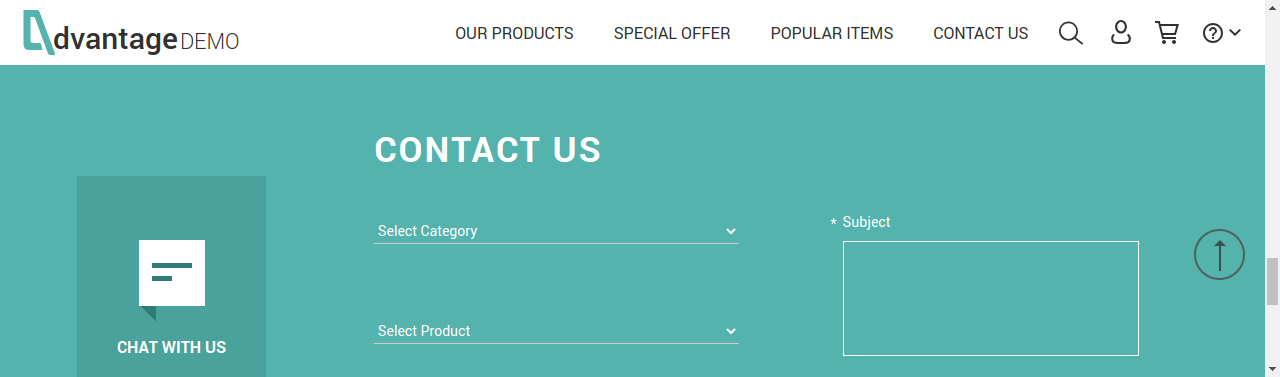 dvantage DEMO
OUR PRODUCTS
SPECIAL OFFER
POPULAR ITEMS
CONTACT US
CONTACT US
Select Category
* Subject
Select Product
CHAT WITH US